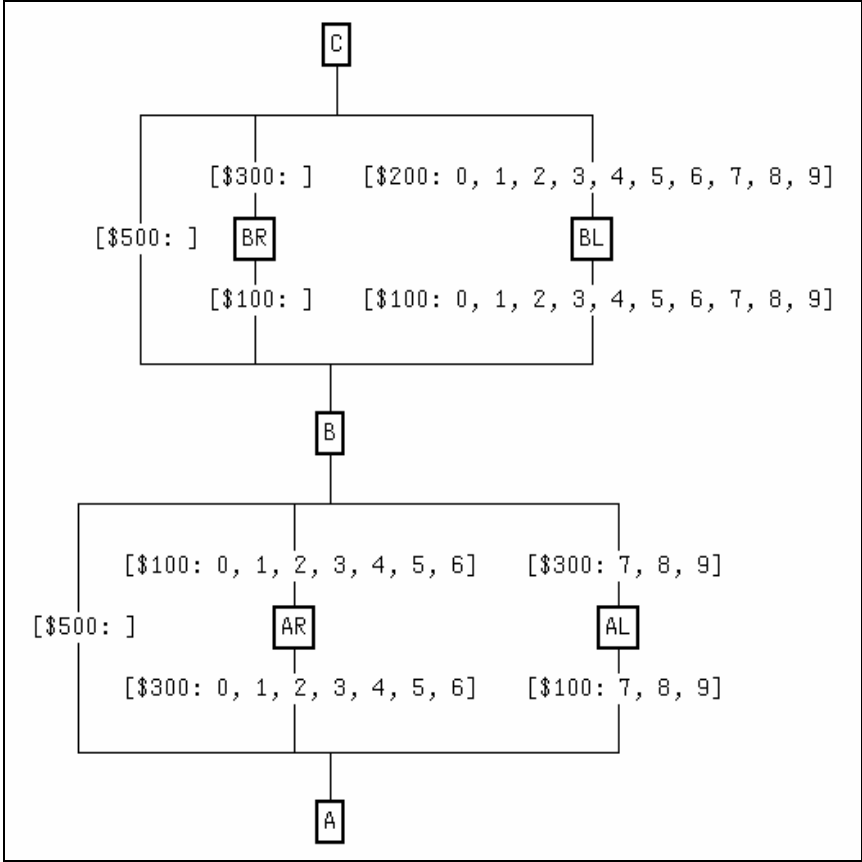 C
[$300: ] [$200: 0, 1, 2, 3, 4, 5, 6, 7, 8, 9]
[$500: ] BR BL
[$100: ] [$100: 0, 1, 2, 3, 4, 5, 6, 7, 8, 9]
B
[$100: 0, 1, 2, 3, 4, 5, 6] [$300: 7, 8, 9]
[$500: ] AR AL
[$300: 0, 1, 2, 3, 4, 5, 6] [$100: 7, 8, 9]
A